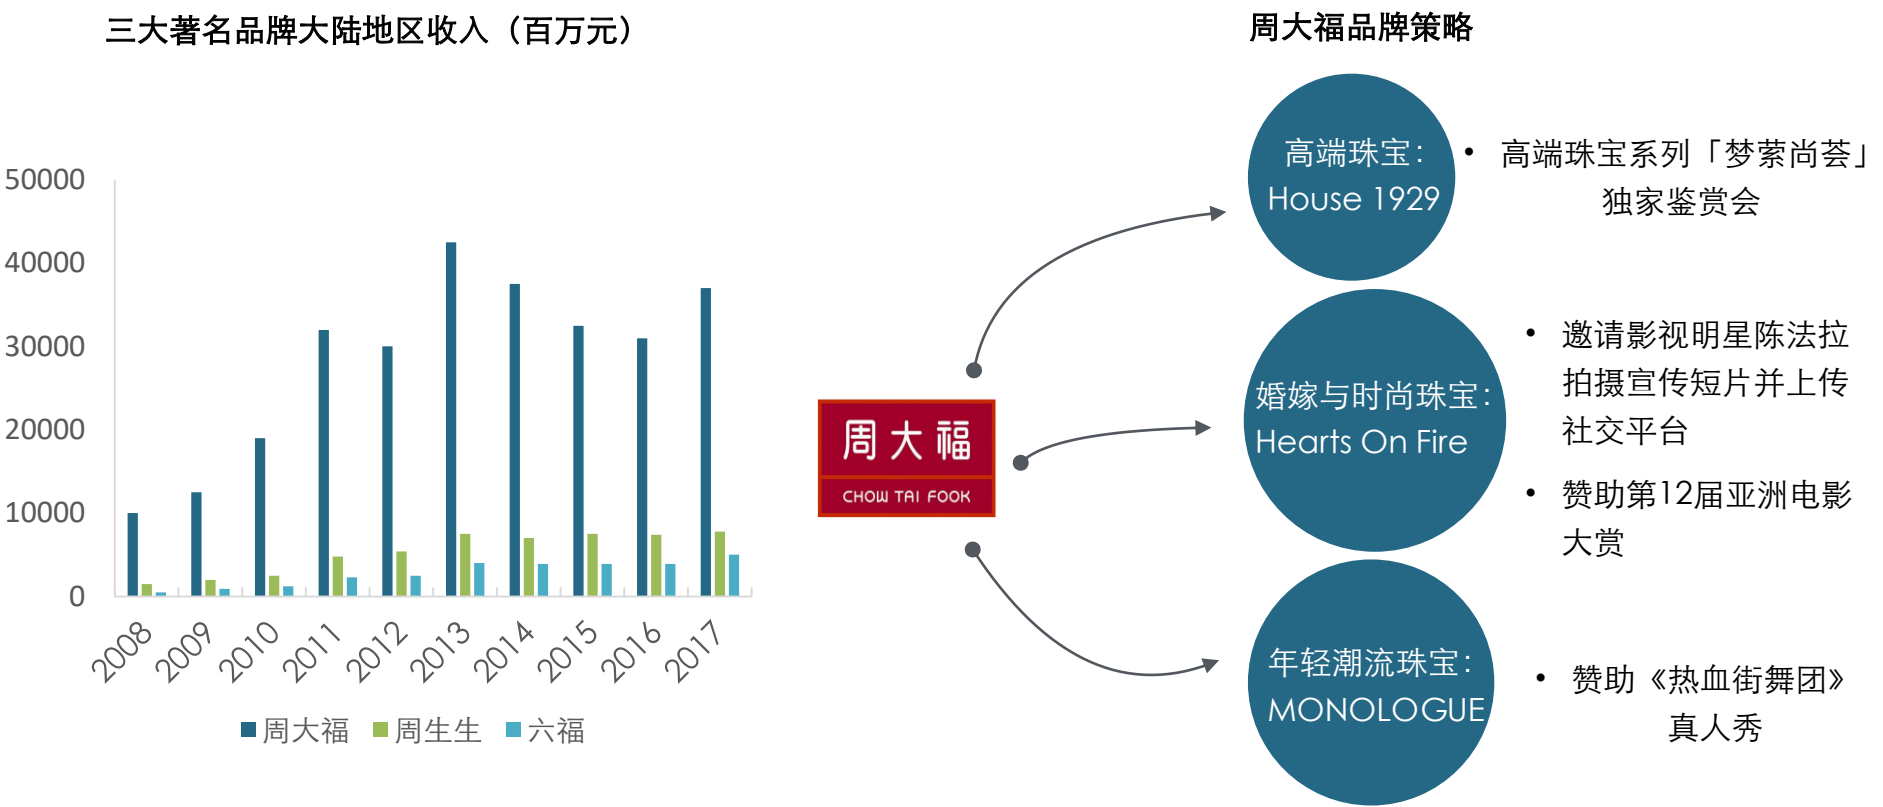 三大著名品牌大陆地区收入（百万元）
50000
40000
30000
20000
10000
0
2008 2009 2010 2011 2012 2013 2014 2015 2016 2017
周大福 周生生 六福
周大福品牌策略
周大福
CHOW TAI FOOK
高端珠宝：
House 1929
• 高端珠宝系列「梦萦尚荟」
独家鉴赏会
婚嫁与时尚珠宝：
Hearts On Fire
• 邀请影视明星陈法拉
拍摄宣传短片并上传
社交平台
• 赞助第12届亚洲电影
大赏
年轻潮流珠宝：
MONOLOGUE
• 赞助《热血街舞团》
真人秀